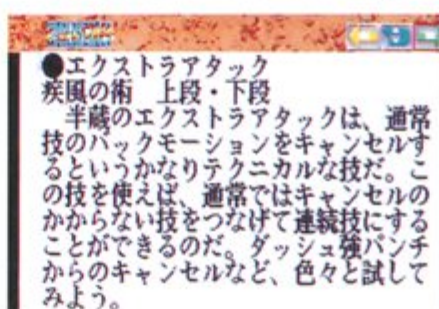 ●エクストラアタック
疾風の術　上段・下段
　半蔵のエクストラアタックは、通常
技のバックモーションをキャンセルす
るというかなりテクニカルな技だ。こ
の技を使えば、通常ではキャンセルの
かからない技をつなげて連続技にする
ことができるのだ。ダッシュ強パンチ
からのキャンセルなど、色々と試して
みよう。